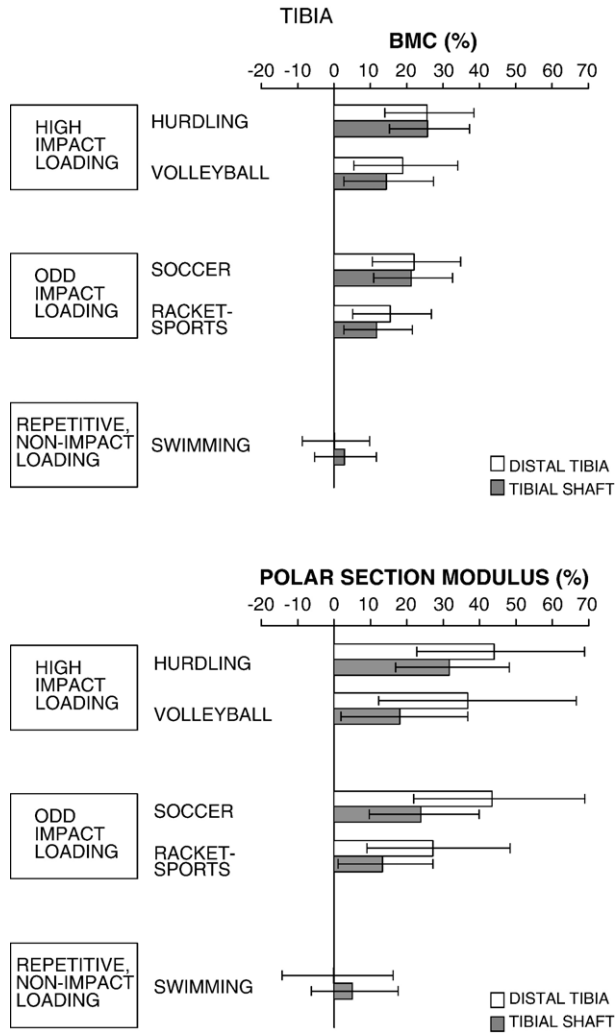 TIBIA
BMC (%)
-20 -10 0 10 20 30 40 50 60 70
HIGH
IMPACT
LOADING
HURDLING
VOLLEYBALL
ODD
IMPACT
LOADING
SOCCER
RACKET-
SPORTS
REPETITIVE,
NON-IMPACT
LOADING
SWIMMING
DISTAL TIBIA
TIBIAL SHAFT
POLAR SECTION MODULUS (%)
-20 -10 0 10 20 30 40 50 60 70
HIGH
IMPACT
LOADING
HURDLING
VOLLEYBALL
ODD
IMPACT
LOADING
SOCCER
RACKET-
SPORTS
REPETITIVE,
NON-IMPACT
LOADING
SWIMMING
DISTAL TIBIA
TIBIAL SHAFT